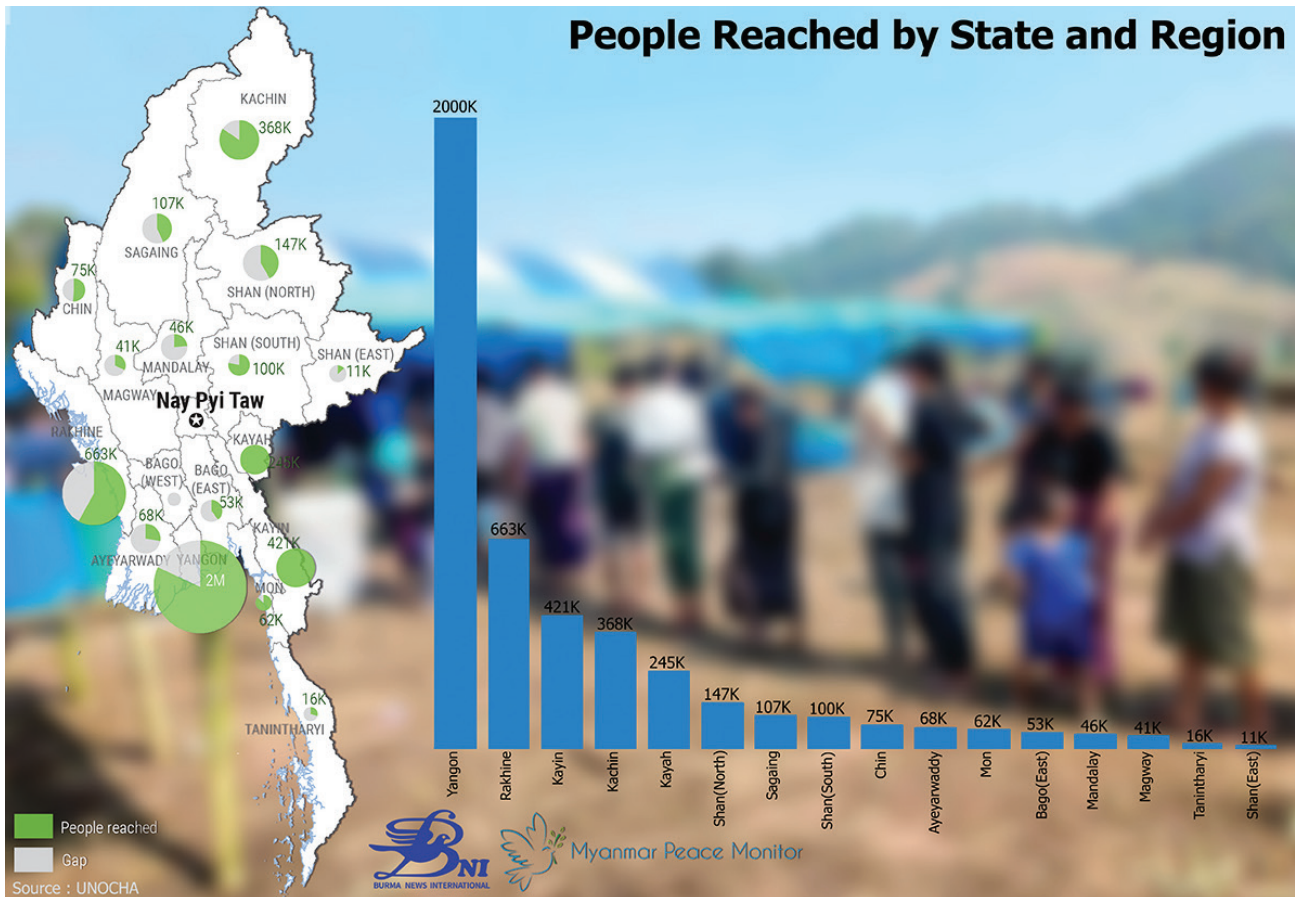 People Reached by State and Region
KACHIN
368K
107K
SAGAING
147K
SHAN (NORTH)
75K
CHIN
46K
MANDALAY
41K
MAGWAY
SHAN (SOUTH)
100K
SHAN (EAST)
11K
Nay Pyi Taw
RAKHINE
663K
KAYAH
245K
BAGO
(WEST)
BAGO
(EAST)
53K
68K
AYEYARWADY
YANGON
2M
KAYIN
421K
MON
62K
16K
TANINTHARYI
People reached
Gap
Source : UNOCHA
2000K
663K
421K
368K
245K
147K
107K
100K
75K
68K
62K
53K
46K
41K
16K
11K
Yangon
Rakhine
Kayin
Kachin
Kayah
Shan(North)
Sagaing
Shan(South)
Chin
Ayeyarwaddy
Mon
Bago(East)
Mandalay
Magway
Tanintharyi
Shan(East)
BNI
BURMA NEWS INTERNATIONAL
Myanmar Peace Monitor